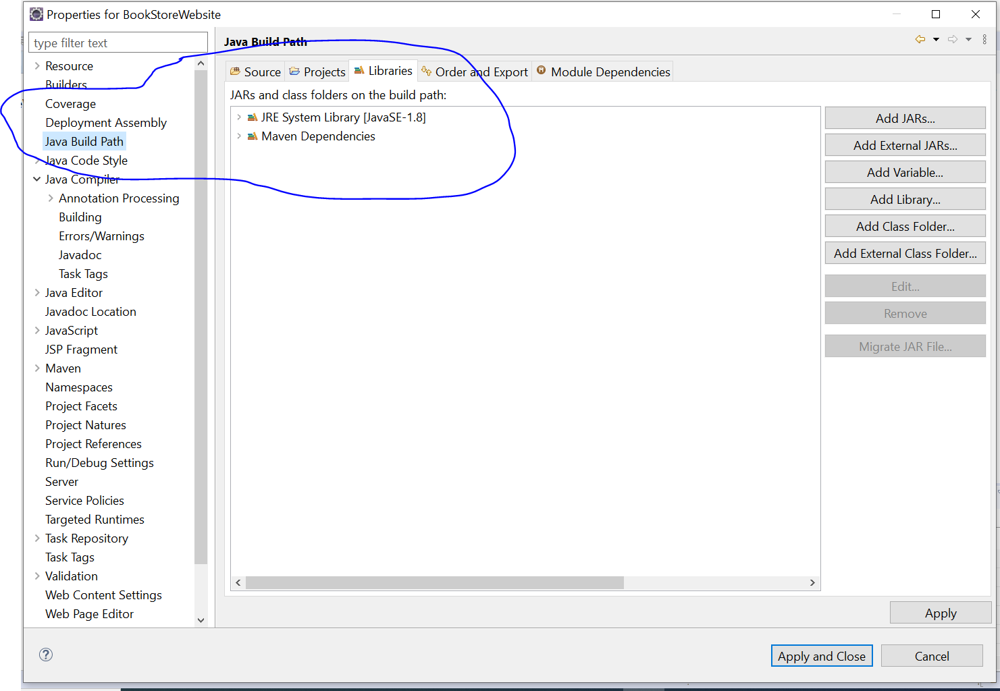 Properties for BookStoreWebsite
type filter text
Resource
Builders
Coverage
Deployment Assembly
Java Build Path
Java Code Style
Java Compiler
Annotation Processing
Building
Errors/Warnings
Javadoc
Task Tags
Java Editor
Javadoc Location
JavaScript
JSP Fragment
Maven
Namespaces
Project Facets
Project Natures
Project References
Run/Debug Settings
Server
Service Policies
Targeted Runtimes
Task Repository
Task Tags
Validation
Web Content Settings
Web Page Editor
Java Build Path
Source Projects Libraries Order and Export Module Dependencies
JARs and class folders on the build path:
JRE System Library [JavaSE-1.8]
Maven Dependencies
Add JARs...
Add External JARs...
Add Variable...
Add Library...
Add Class Folder...
Add External Class Folder...
Edit...
Remove
Migrate JAR File...
Apply
Apply and Close Cancel